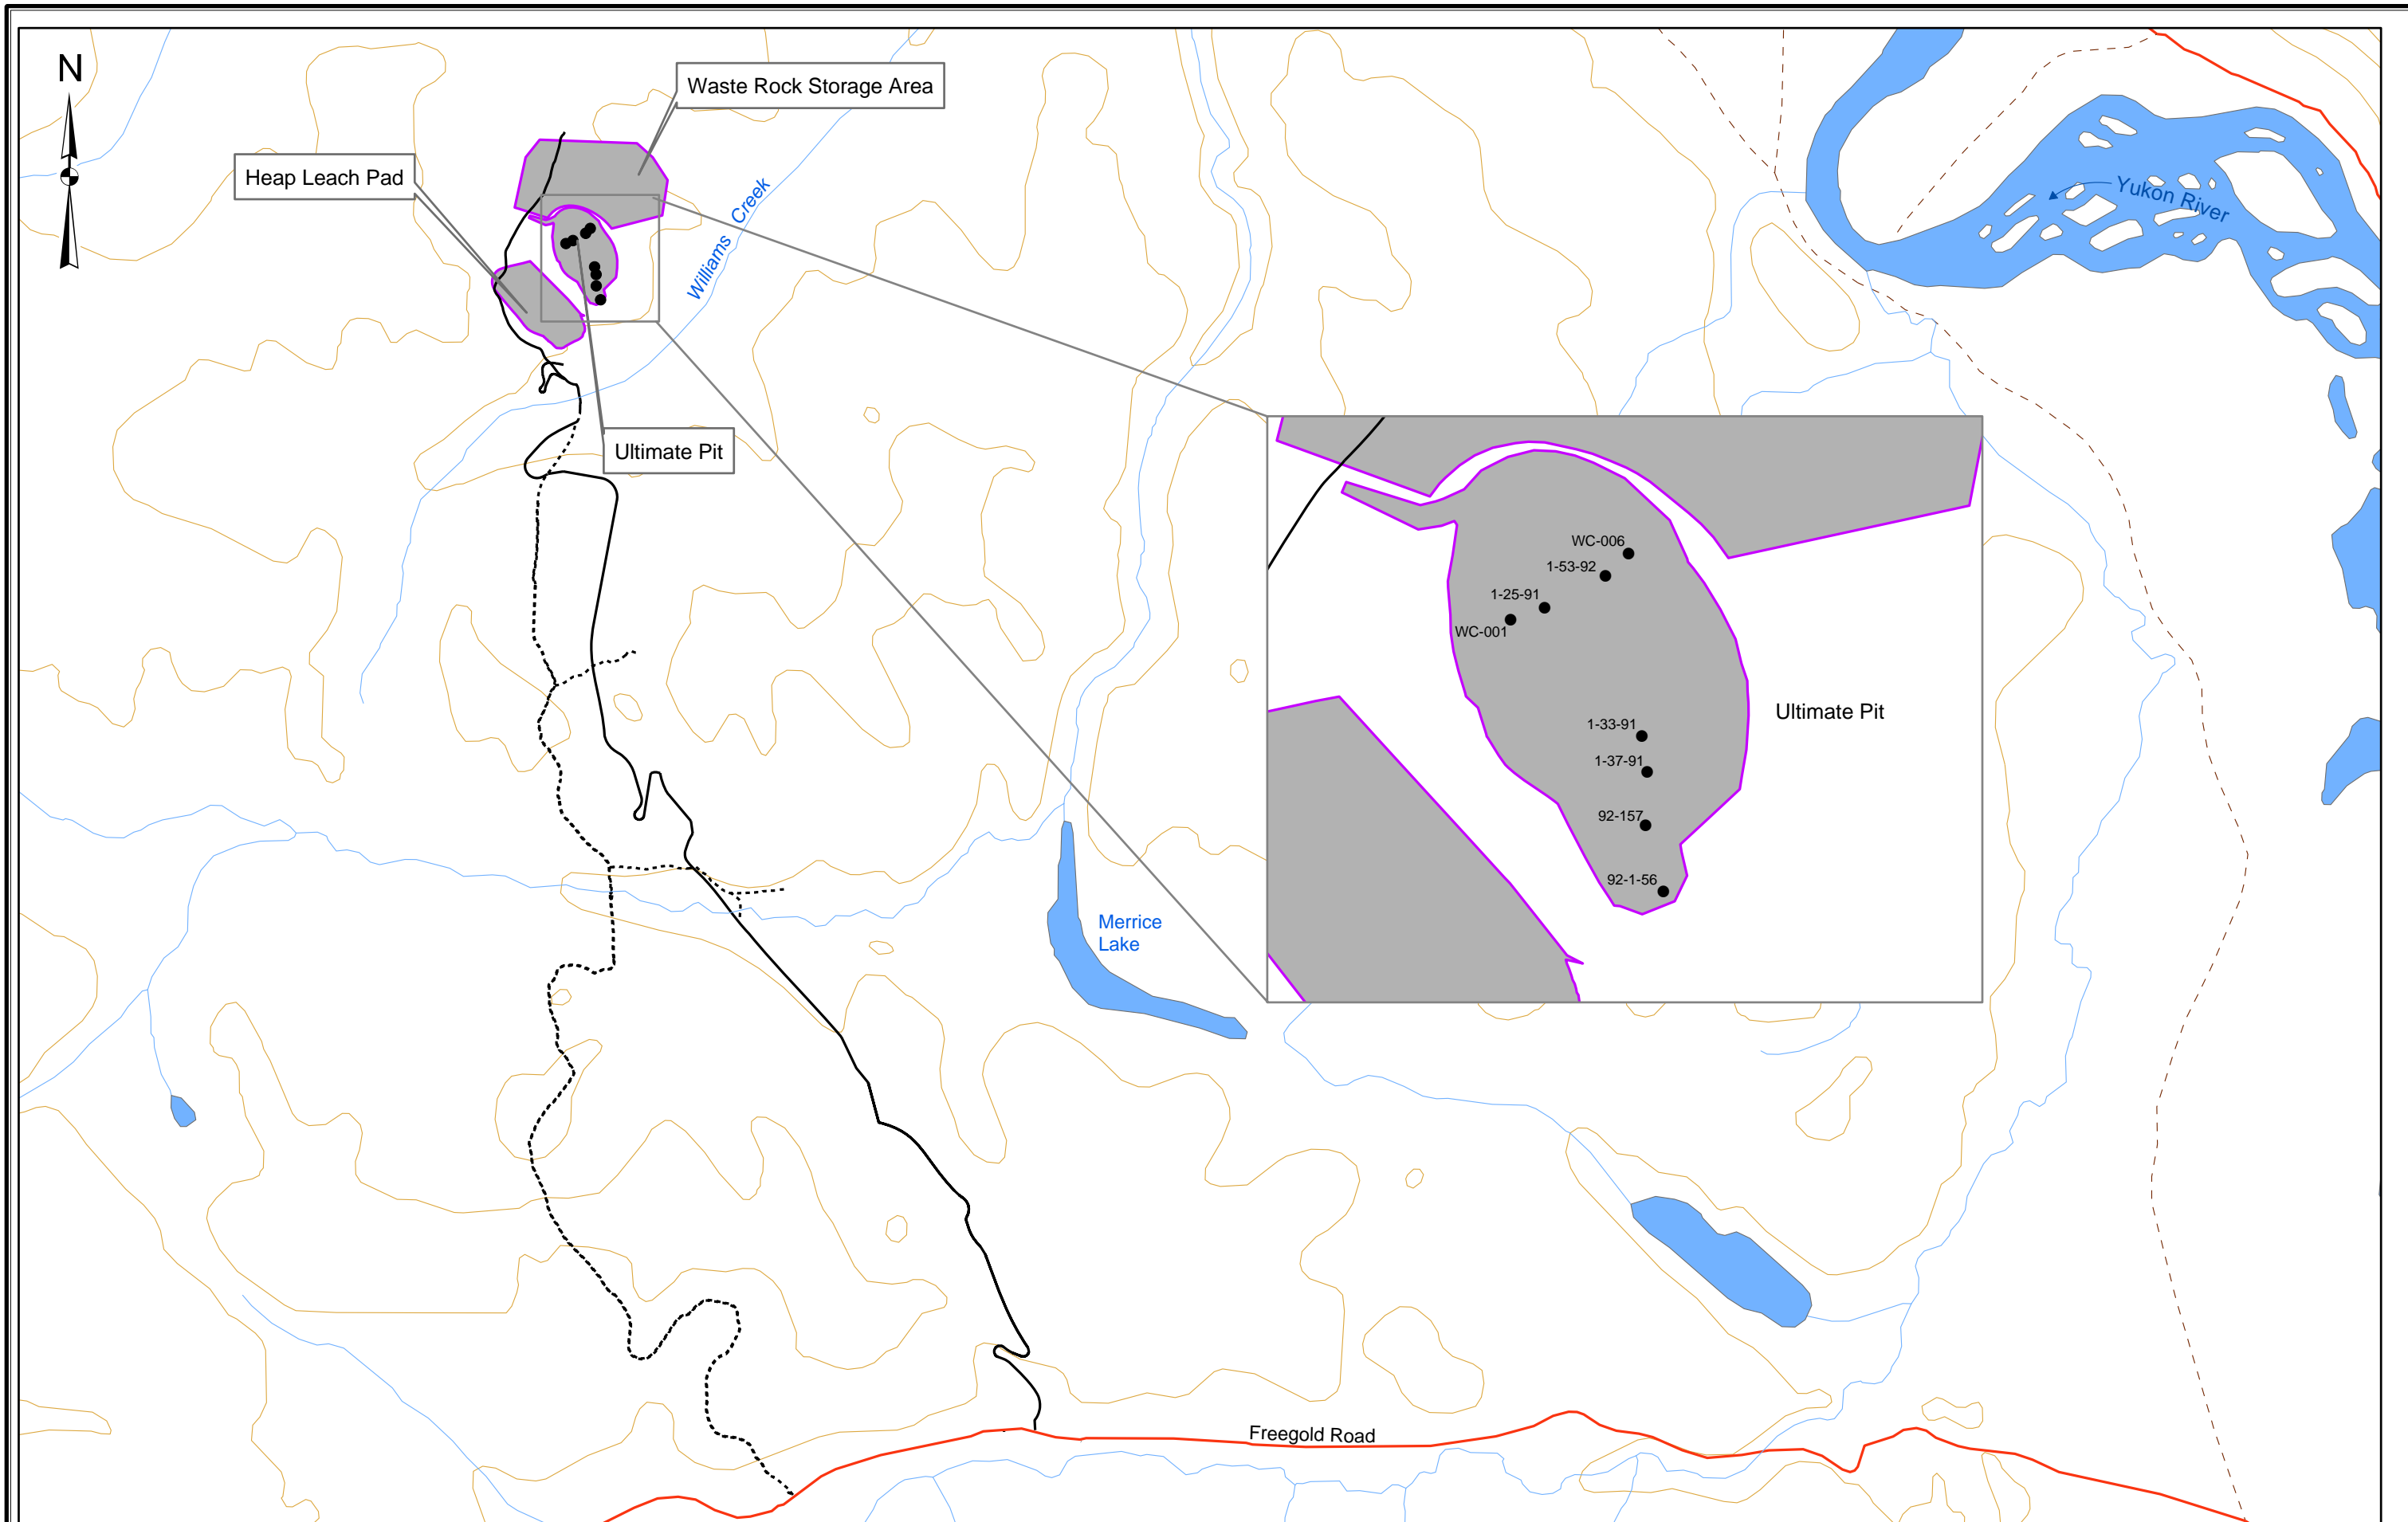 N
Waste Rock Storage Area
Heap Leach Pad
Williams Creek
Yukon River
Ultimate Pit
WC-006
1-53-92
1-25-91
WC-001
Ultimate Pit
1-33-91
1-37-91
92-157
92-1-56
Merrice
Lake
Freegold Road